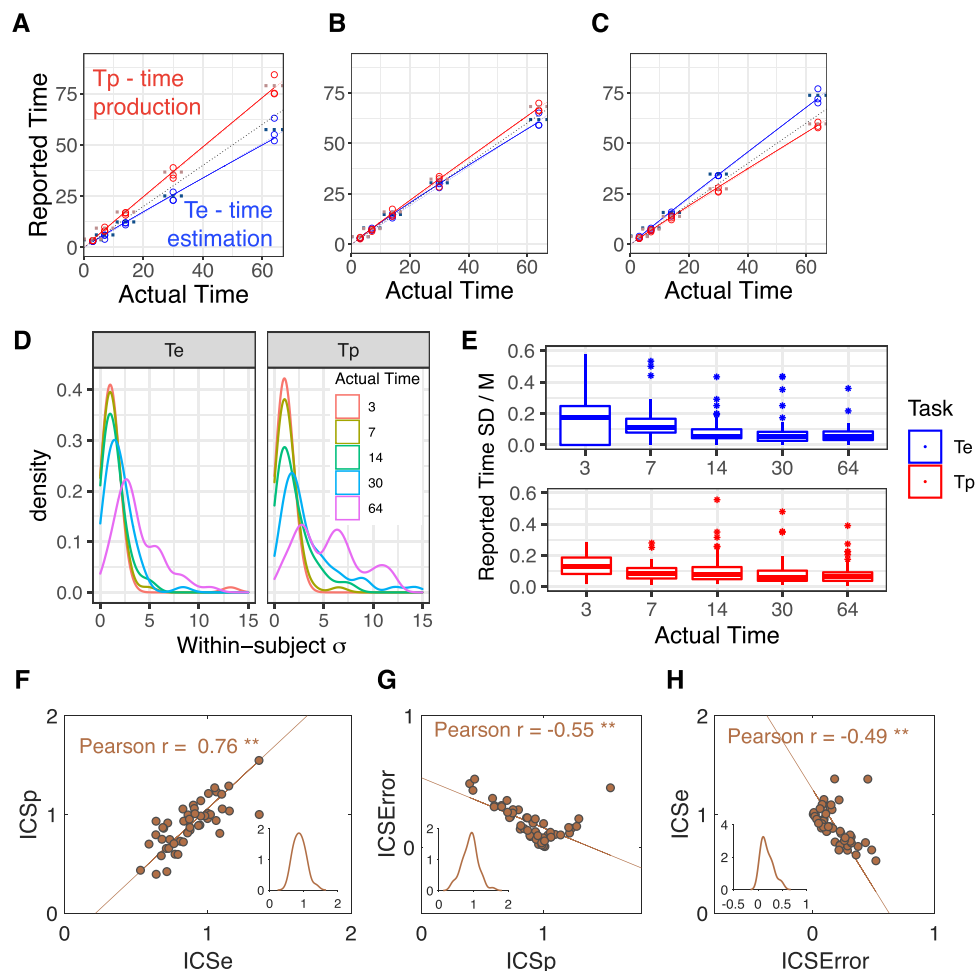 A
B
C
Reported Time
75
50
25
0
Tp - time
production
Te - time
estimation
0 20 40 60
Actual Time
75
50
25
0
0 20 40 60
Actual Time
75
50
25
0
0 20 40 60
Actual Time
D
Te
Tp
density
0.4
0.3
0.2
0.1
0.0
Actual Time
3
7
14
30
64
0 5 10 15
0 5 10 15
Within−subject σ
E
Reported Time SD / M
0.6
0.4
0.2
0.0
3 7 14 30 64
0.6
0.4
0.2
0.0
3 7 14 30 64
Actual Time
Task
Te
Tp
F
Pearson r = 0.76 **
ICSp
2
1
0
0 1 2
ICSe
2
1
0
0 1 2
G
Pearson r = -0.55 **
ICSError
1
0
0 1
ICSp
2
1
0
0 1 2
H
Pearson r = -0.49 **
ICSe
2
1
0
0 1
ICSError
4
2
0
-0.5 0 0.5 1